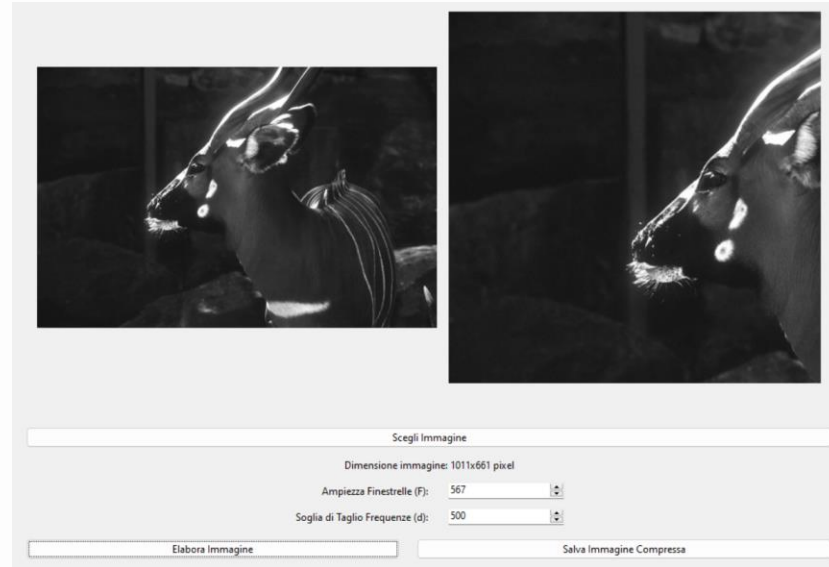 Scegli Immagine
Dimensione immagine: 1011x661 pixel
Ampiezza Finestrelle (F): 567
Soglia di Taglio Frequenze (d): 500
Elabora Immagine Salva Immagine Compressa